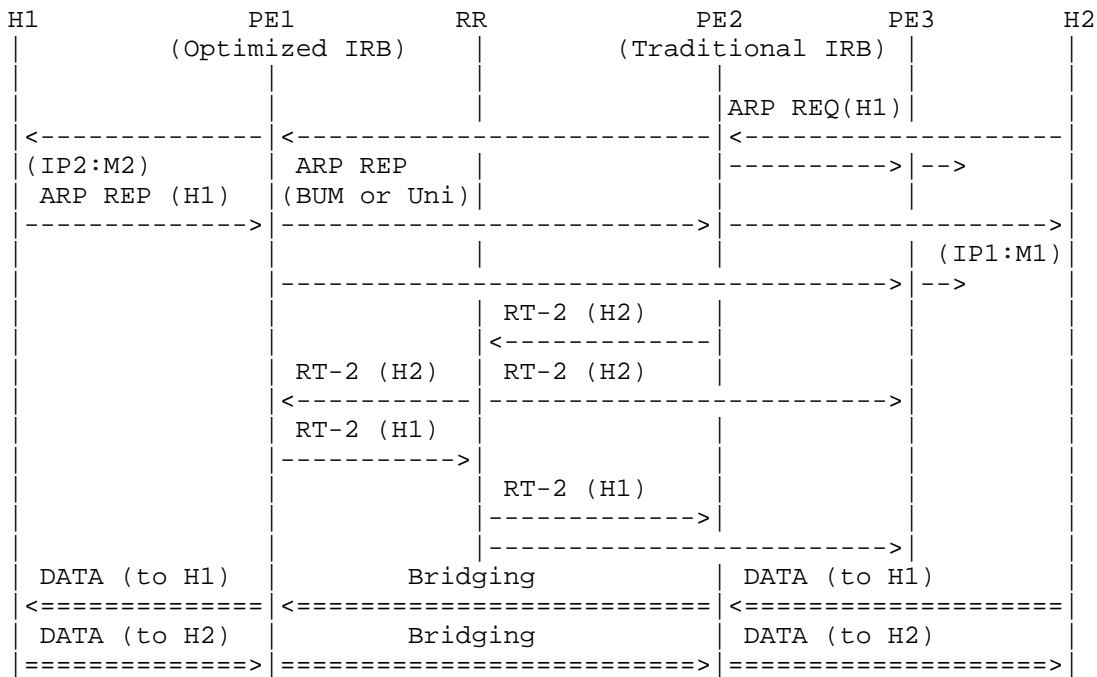 H1 PE1 RR PE2 PE3 H2
(Optimized IRB) (Traditional IRB)
ARP REQ(H1)
(IP2:M2) ARP REP
ARP REP (H1) (BUM or Uni)
(IP1:M1)
RT-2 (H2)
RT-2 (H2) RT-2 (H2)
RT-2 (H1)
RT-2 (H1)
DATA (to H1) Bridging DATA (to H1)
DATA (to H2) Bridging DATA (to H2)